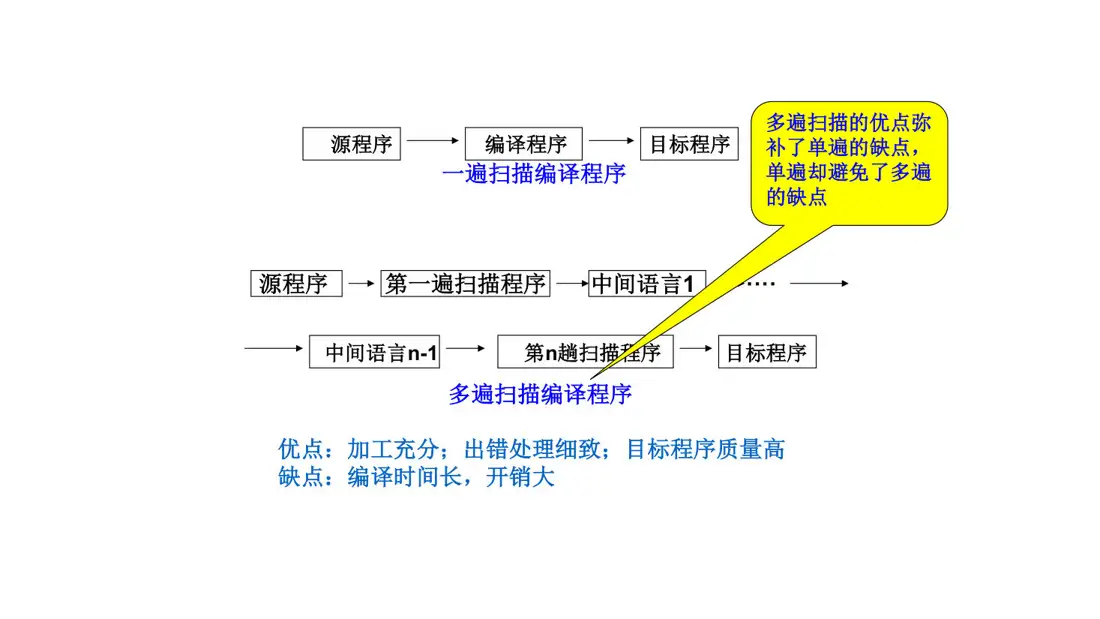 源程序
编译程序
目标程序
一遍扫描编译程序
多遍扫描的优点弥
补了单遍的缺点，
单遍却避免了多遍
的缺点
源程序
第一遍扫描程序
中间语言1
……
中间语言n-1
第n趟扫描程序
目标程序
多遍扫描编译程序
优点：加工充分；出错处理细致；目标程序质量高
缺点：编译时间长，开销大